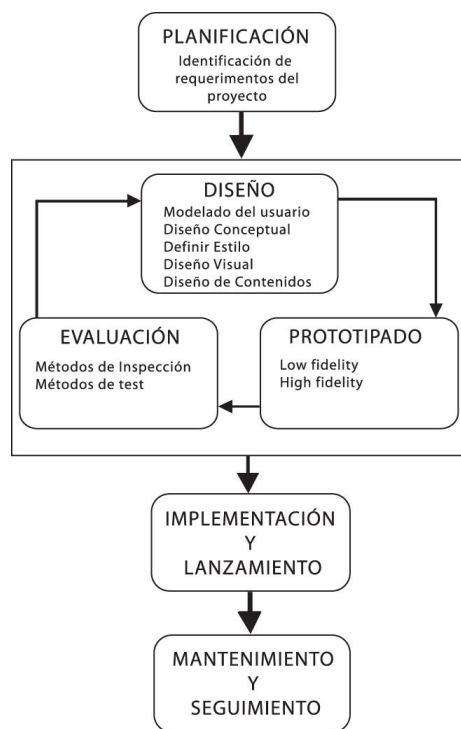 PLANIFICACIÓN
Identificación de
requerimentos del
proyecto
DISEÑO
Modelado del usuario
Diseño Conceptual
Definir Estilo
Diseño Visual
Diseño de Contenidos
EVALUACIÓN
Métodos de Inspección
Métodos de test
PROTOTIPADO
Low fidelity
High fidelity
IMPLEMENTACIÓN
Y
LANZAMIENTO
MANTENIMIENTO
Y
SEGUIMIENTO